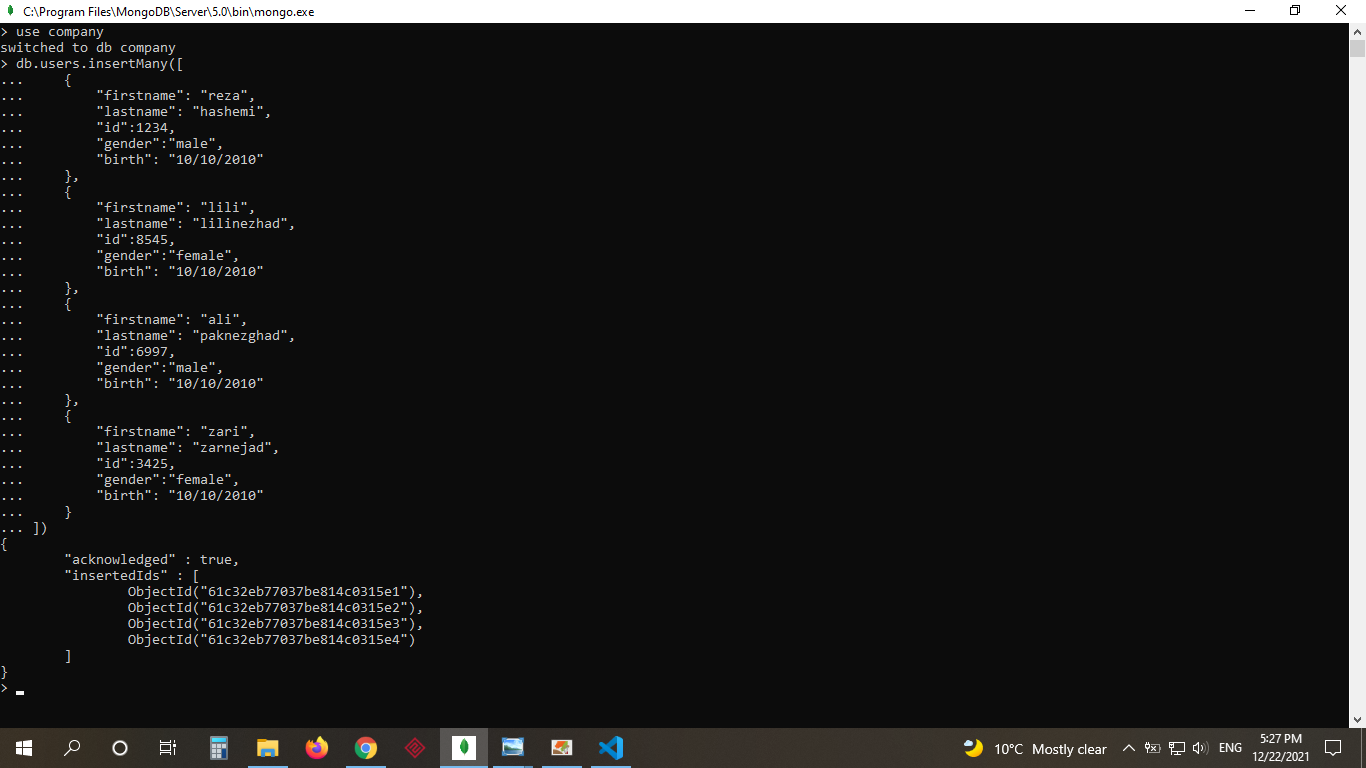 C:\Program Files\MongoDB\Server\5.0\bin\mongo.exe
> use company
switched to db company
> db.users.insertMany([
...     {
...         "firstname": "reza",
...         "lastname": "hashemi",
...         "id":1234,
...         "gender":"male",
...         "birth": "10/10/2010"
...     },
...     {
...         "firstname": "lili",
...         "lastname": "lilinezhad",
...         "id":8545,
...         "gender":"female",
...         "birth": "10/10/2010"
...     },
...     {
...         "firstname": "ali",
...         "lastname": "paknezghad",
...         "id":6997,
...         "gender":"male",
...         "birth": "10/10/2010"
...     },
...     {
...         "firstname": "zari",
...         "lastname": "zarnejad",
...         "id":3425,
...         "gender":"female",
...         "birth": "10/10/2010"
...     }
... ])
{
        "acknowledged" : true,
        "insertedIds" : [
                ObjectId("61c32eb77037be814c0315e1"),
                ObjectId("61c32eb77037be814c0315e2"),
                ObjectId("61c32eb77037be814c0315e3"),
                ObjectId("61c32eb77037be814c0315e4")
        ]
}
>
10°C Mostly clear
ENG
5:27 PM
12/22/2021